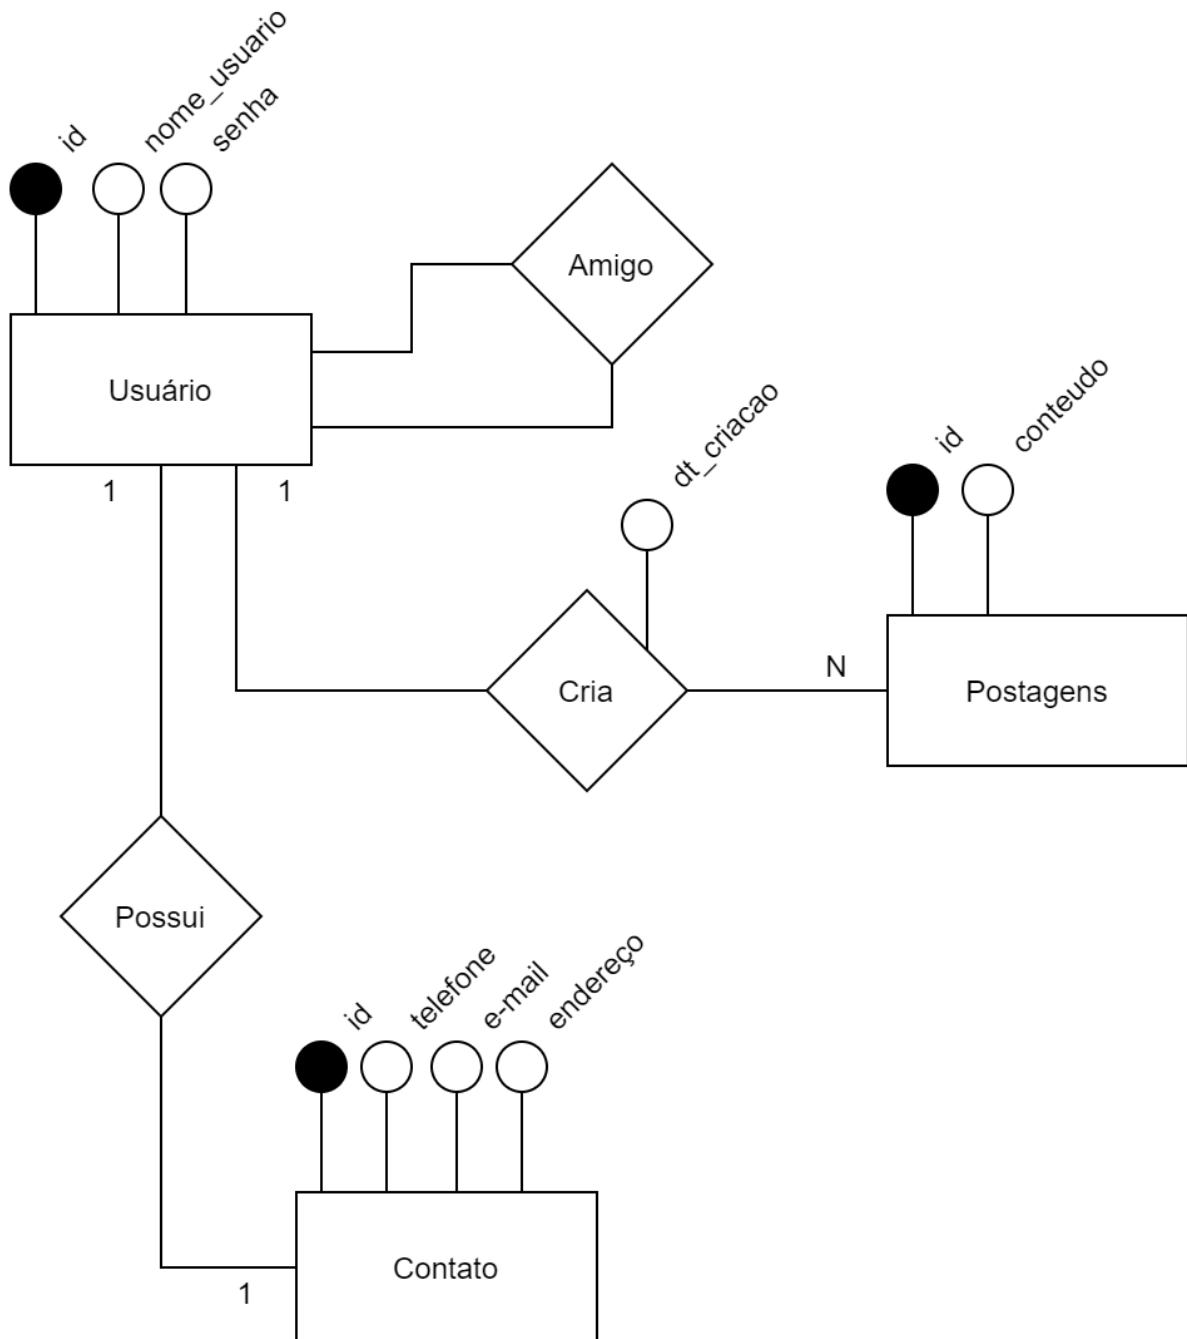 id
nome_usuario
senha
Amigo
Usuário
1
1
dt_criacao
id
conteudo
Cria
N
Postagens
Possui
id
telefone
e-mail
endereço
Contato
1